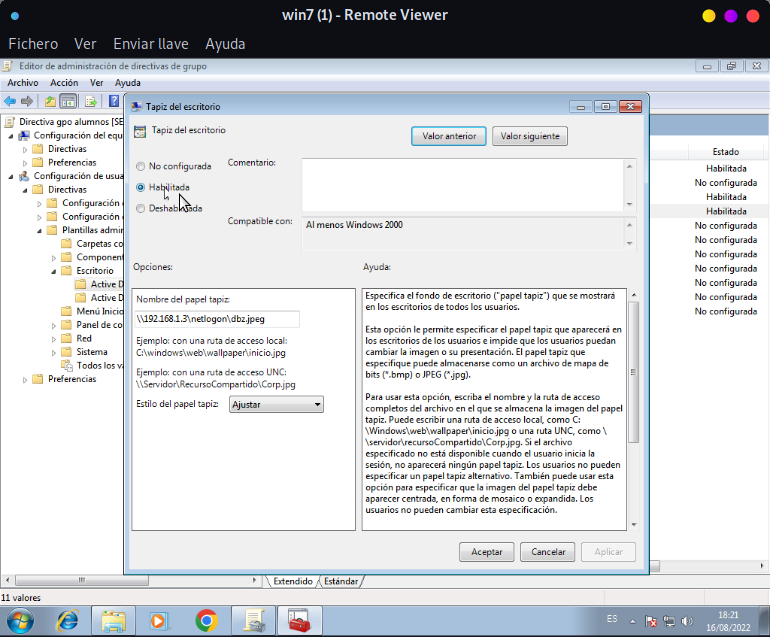 win7 (1) - Remote Viewer
Fichero Ver Enviar llave Ayuda
Editor de administración de directivas de grupo
Archivo Acción Ver Ayuda
Directiva gpo alumnos [SE
Configuración del equ
Directivas
Preferencias
Configuración de usua
Directivas
Configuración
Configuración
Plantillas admir
Carpetas co
Component
Escritorio
Active D
Active D
Menú Inicio
Panel de co
Red
Sistema
Todos los va
Preferencias
Tapiz del escritorio
Tapiz del escritorio
Valor anterior
Valor siguiente
No configurada
Habilitada
Deshabilitada
Comentario:
Compatible con:
Al menos Windows 2000
Opciones:
Ayuda:
Nombre del papel tapiz:
\\192.168.1.3\netlogon\dbz.jpeg
Ejemplo: con una ruta de acceso local:
C:\windows\web\wallpaper\inicio.jpg
Ejemplo: con una ruta de acceso UNC:
\\Servidor\RecursoCompartido\Corp.jpg
Estilo del papel tapiz: Ajustar
Especifica el fondo de escritorio ("papel tapiz") que se mostrará
en los escritorios de todos los usuarios.
Esta opción le permite especificar el papel tapiz que aparecerá en
los escritorios de los usuarios e impide que los usuarios puedan
cambiar la imagen o su presentación. El papel tapiz que
especifique puede almacenarse como un archivo de mapa de
bits (*.bmp) o JPEG (*.jpg).
Para usar esta opción, escriba el nombre y la ruta de acceso
completos del archivo en el que se almacena la imagen del papel
tapiz. Puede escribir una ruta de acceso local, como C:
\Windows\web\wallpaper\inicio.jpg o una ruta UNC, como \
\servidor\recursoCompartido\Corp.jpg. Si el archivo
especificado no está disponible cuando el usuario inicia la
sesión, no aparecerá ningún papel tapiz. Los usuarios no pueden
especificar un papel tapiz alternativo. También puede usar esta
opción para especificar que la imagen del papel tapiz debe
aparecer centrada, en forma de mosaico o expandida. Los
usuarios no pueden cambiar esta especificación.
Aceptar
Cancelar
Aplicar
Estado
Habilitada
No configurada
Habilitada
Habilitada
No configurada
No configurada
No configurada
No configurada
No configurada
No configurada
No configurada
Extendido Estándar
11 valores
ES
18:21
16/08/2022